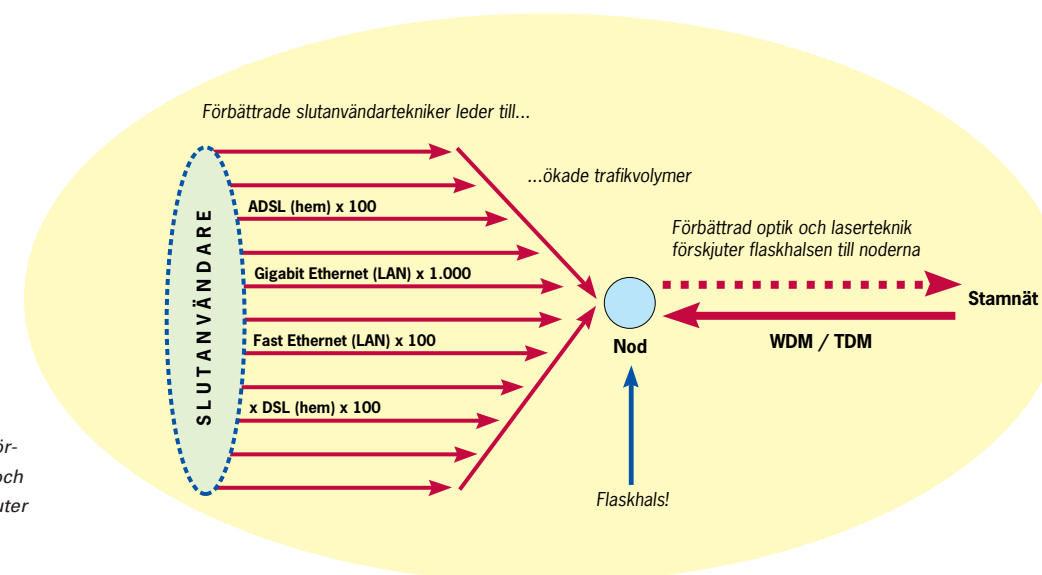 Förbättrade slutanvändartekniker leder till...
...ökade trafikvolymer
SLUTANVÄNDARE
ADSL (hem) x 100
Gigabit Ethernet (LAN) x 1.000
Fast Ethernet (LAN) x 100
x DSL (hem) x 100
Förbättrad optik och laserteknik
förskjuter flaskhalsen till noderna
Stamnät
Nod
WDM / TDM
Flaskhals!